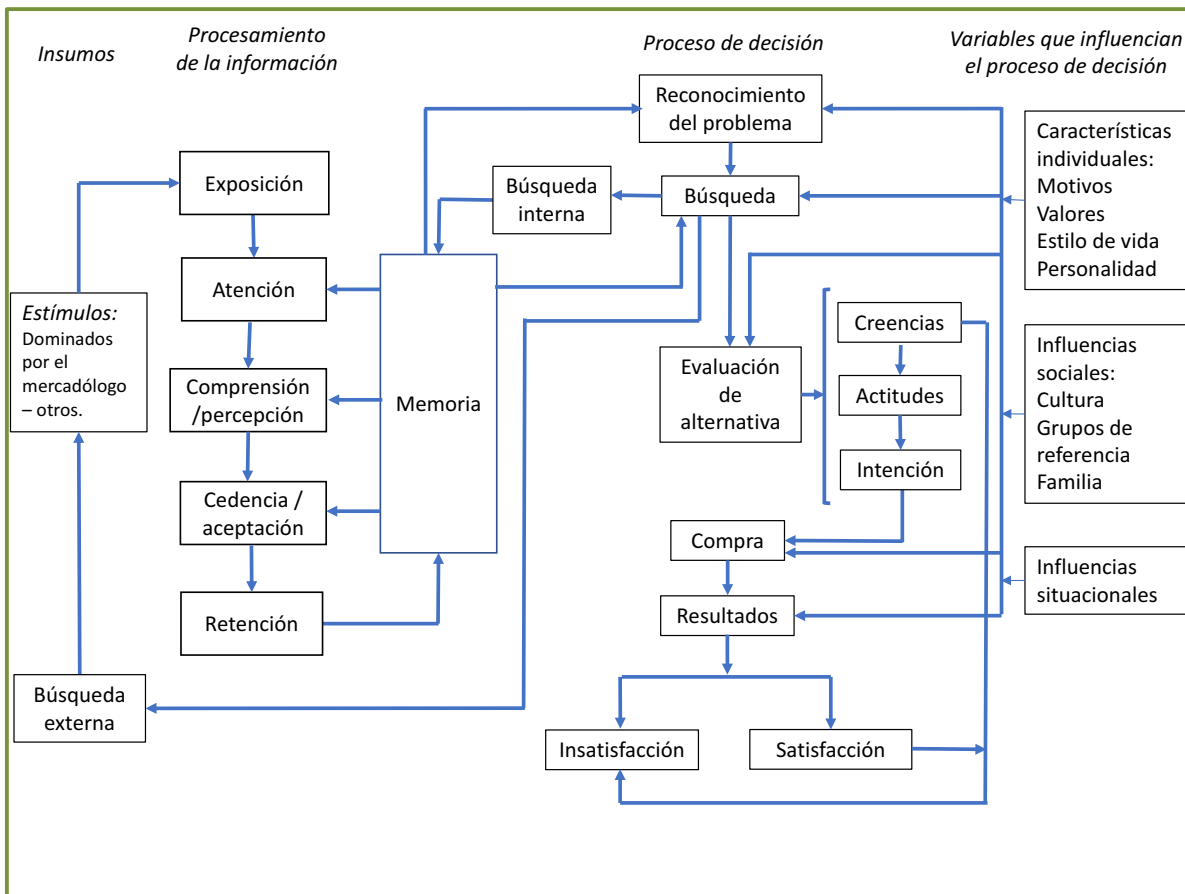 Insumos
Procesamiento
de la información
Proceso de decisión
Variables que influencian
el proceso de decisión
Exposición
Atención
Comprensión
/percepción
Cedencia /
aceptación
Retención
Estímulos:
Dominados
por el
mercadólogo
– otros.
Búsqueda
externa
Memoria
Búsqueda
interna
Reconocimiento
del problema
Búsqueda
Evaluación
de
alternativa
Creencias
Actitudes
Intención
Compra
Resultados
Insatisfacción
Satisfacción
Características
individuales:
Motivos
Valores
Estilo de vida
Personalidad
Influencias
sociales:
Cultura
Grupos de
referencia
Familia
Influencias
situacionales